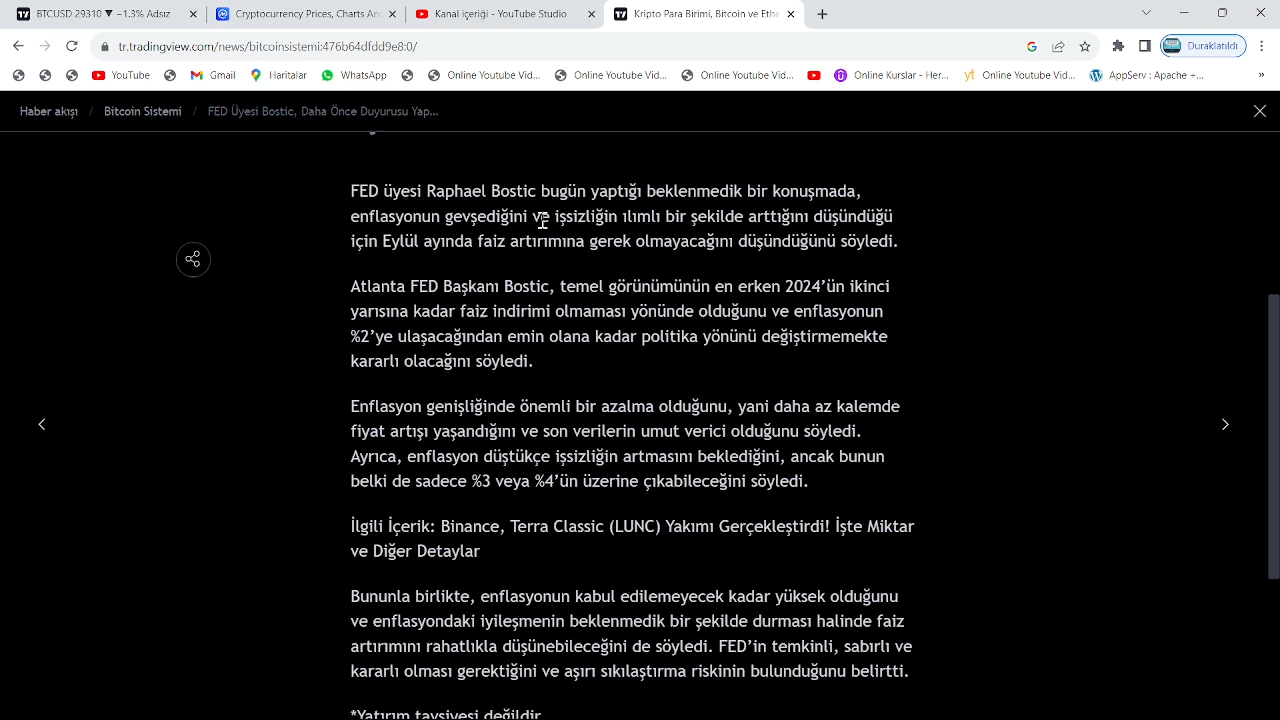 BTCUSD 29310 ▼ −1.3% Adsız
Cryptocurrency Prices, Charts An
Kanal içeriği - YouTube Studio
Kripto Para Birimi, Bitcoin ve Ethe
tr.tradingview.com/news/bitcoinsistemi:476b64dfdd9e8:0/
Duraklatıldı
YouTube
Gmail
Haritalar
WhatsApp
Online Youtube Vid...
Online Youtube Vid...
Online Youtube Vid...
Online Kurslar - Her...
yt Online Youtube Vid...
AppServ : Apache +...
»
Haber akışı / Bitcoin Sistemi / FED Üyesi Bostic, Daha Önce Duyurusu Yap...
FED üyesi Raphael Bostic bugün yaptığı beklenmedik bir konuşmada,
enflasyonun gevşediğini ve işsizliğin ılımlı bir şekilde arttığını düşündüğü
için Eylül ayında faiz artırımına gerek olmayacağını düşündüğünü söyledi.
Atlanta FED Başkanı Bostic, temel görünümünün en erken 2024’ün ikinci
yarısına kadar faiz indirimi olmaması yönünde olduğunu ve enflasyonun
%2’ye ulaşacağından emin olana kadar politika yönünü değiştirmemekte
kararlı olacağını söyledi.
Enflasyon genişliğinde önemli bir azalma olduğunu, yani daha az kalemde
fiyat artışı yaşandığını ve son verilerin umut verici olduğunu söyledi.
Ayrıca, enflasyon düştükçe işsizliğin artmasını beklediğini, ancak bunun
belki de sadece %3 veya %4’ün üzerine çıkabileceğini söyledi.
İlgili İçerik: Binance, Terra Classic (LUNC) Yakımı Gerçekleştirdi! İşte Miktar
ve Diğer Detaylar
Bununla birlikte, enflasyonun kabul edilemeyecek kadar yüksek olduğunu
ve enflasyondaki iyileşmenin beklenmedik bir şekilde durması halinde faiz
artırımını rahatlıkla düşünebileceğini de söyledi. FED’in temkinli, sabırlı ve
kararlı olması gerektiğini ve aşırı sıkılaştırma riskinin bulunduğunu belirtti.
*Yatırım tavsiyesi değildir.